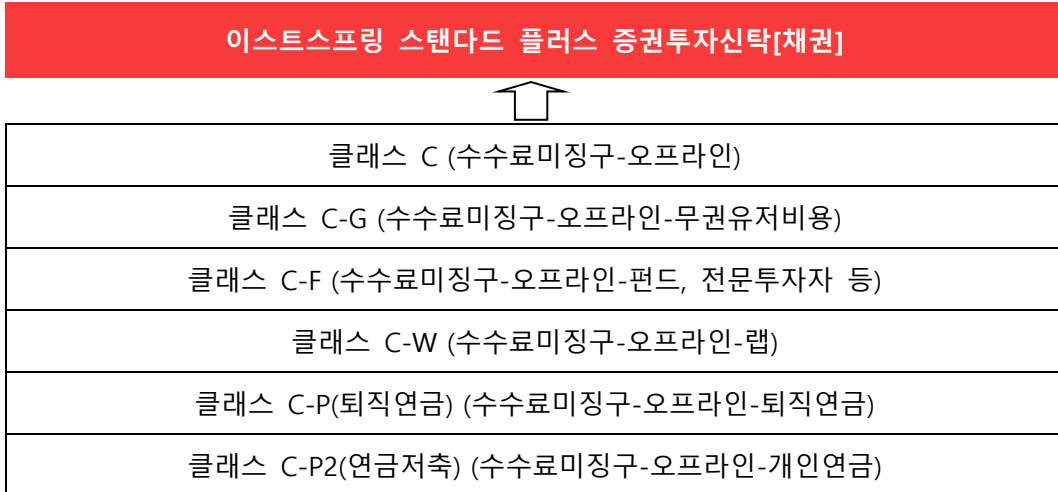 이스트스프링 스탠다드 플러스 증권투자신탁[채권]
클래스 C (수수료미징구-오프라인)
클래스 C-G (수수료미징구-오프라인-무권유저비용)
클래스 C-F (수수료미징구-오프라인-펀드, 전문투자자 등)
클래스 C-W (수수료미징구-오프라인-랩)
클래스 C-P(퇴직연금) (수수료미징구-오프라인-퇴직연금)
클래스 C-P2(연금저축) (수수료미징구-오프라인-개인연금)